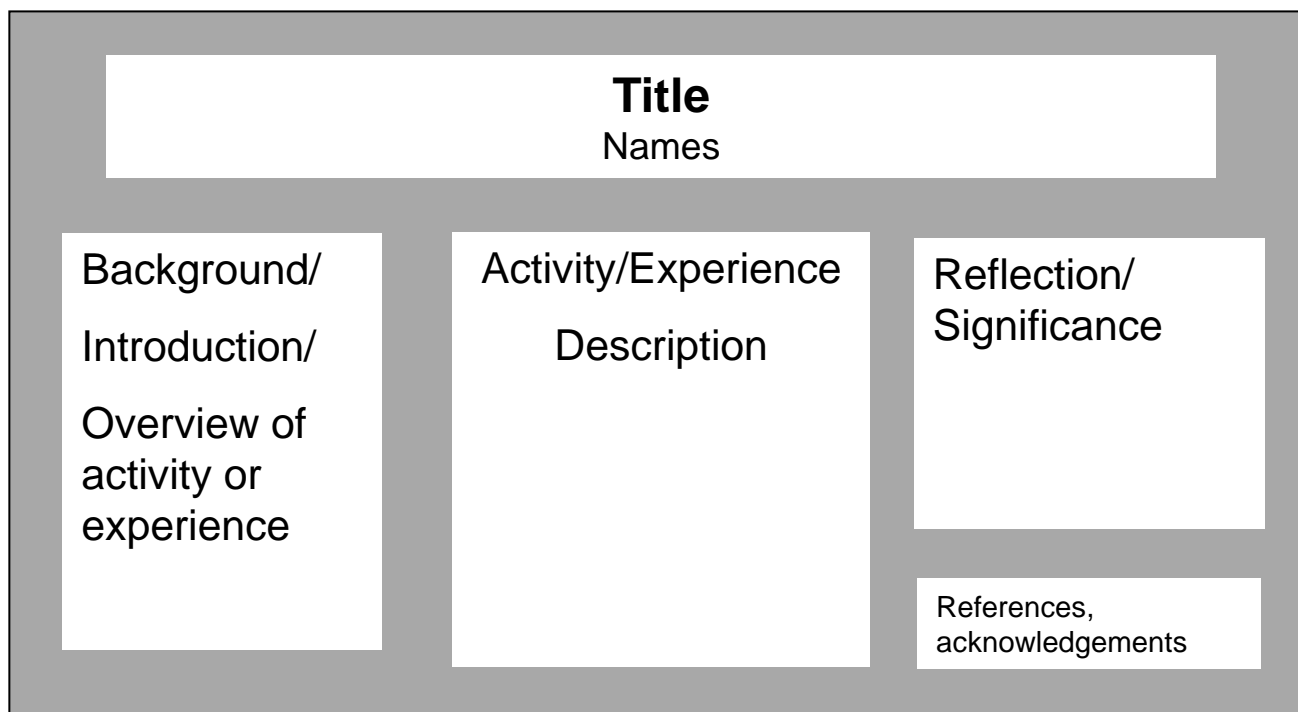 Title
Names
Background/
Introduction/
Overview of
activity or
experience
Activity/Experience
Description
Reflection/
Significance
References,
acknowledgements